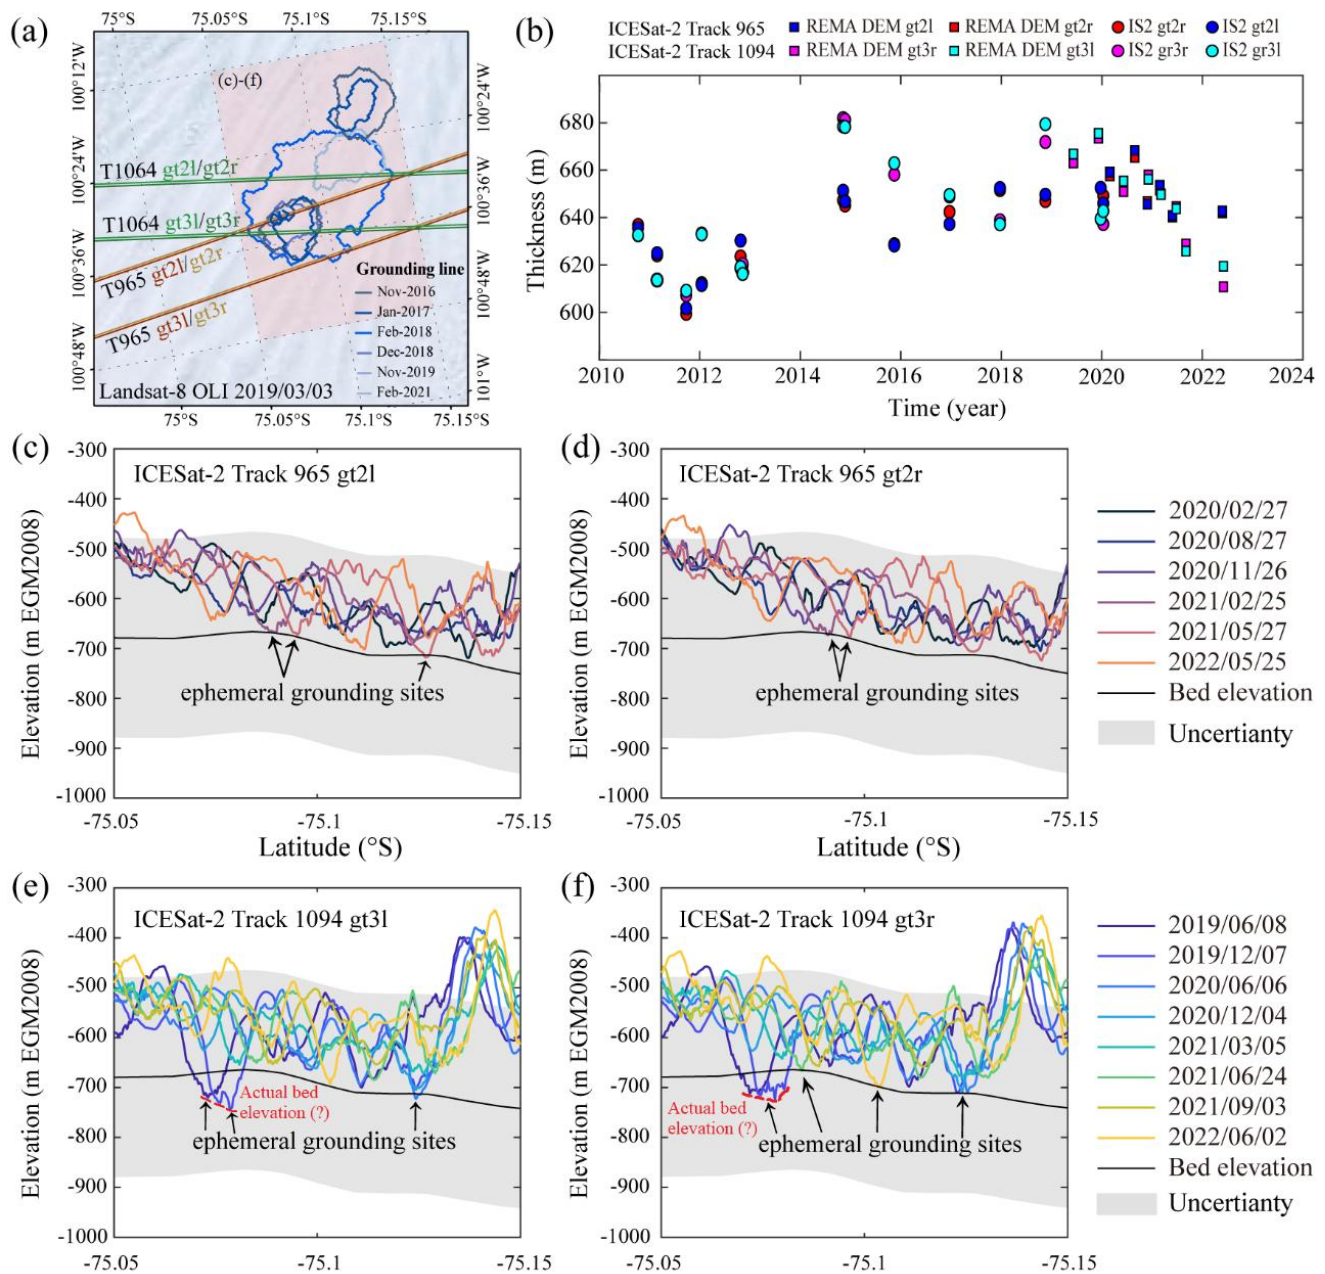 (a)
75°S
75.05°S
75.1°S
75.15°S
100°12'W
100°24'W
100°36'W
100°48'W
100°24'W
100°36'W
100°48'W
101°W
(c)-(f)
T1064 gt2l/gt2r
T1064 gt3l/gt3r
T965 gt2l/gt2r
T965 gt3l/gt3r
Grounding line
Nov-2016
Jan-2017
Feb-2018
Dec-2018
Nov-2019
Feb-2021
Landsat-8 OLI 2019/03/03
75°S
75.05°S
75.1°S
75.15°S
(b)
ICESat-2 Track 965 REMA DEM gt2l REMA DEM gt2r IS2 gt2r IS2 gt2l
ICESat-2 Track 1094 REMA DEM gt3r REMA DEM gt3l IS2 gr3r IS2 gr3l
Thickness (m)
680
660
640
620
600
2010 2012 2014 2016 2018 2020 2022 2024
Time (year)
(c)
ICESat-2 Track 965 gt2l
Elevation (m EGM2008)
-300
-400
-500
-600
-700
-800
-900
-1000
ephemeral grounding sites
-75.05 -75.1 -75.15
Latitude (°S)
(d)
ICESat-2 Track 965 gt2r
Elevation (m EGM2008)
-300
-400
-500
-600
-700
-800
-900
-1000
ephemeral grounding sites
-75.05 -75.1 -75.15
Latitude (°S)
2020/02/27
2020/08/27
2020/11/26
2021/02/25
2021/05/27
2022/05/25
Bed elevation
Uncertianty
(e)
ICESat-2 Track 1094 gt3l
Elevation (m EGM2008)
-300
-400
-500
-600
-700
-800
-900
-1000
Actual bed
elevation (?)
ephemeral grounding sites
-75.05 -75.1 -75.15
(f)
ICESat-2 Track 1094 gt3r
Elevation (m EGM2008)
-300
-400
-500
-600
-700
-800
-900
-1000
Actual bed
elevation (?)
ephemeral grounding sites
-75.05 -75.1 -75.15
2019/06/08
2019/12/07
2020/06/06
2020/12/04
2021/03/05
2021/06/24
2021/09/03
2022/06/02
Bed elevation
Uncertianty